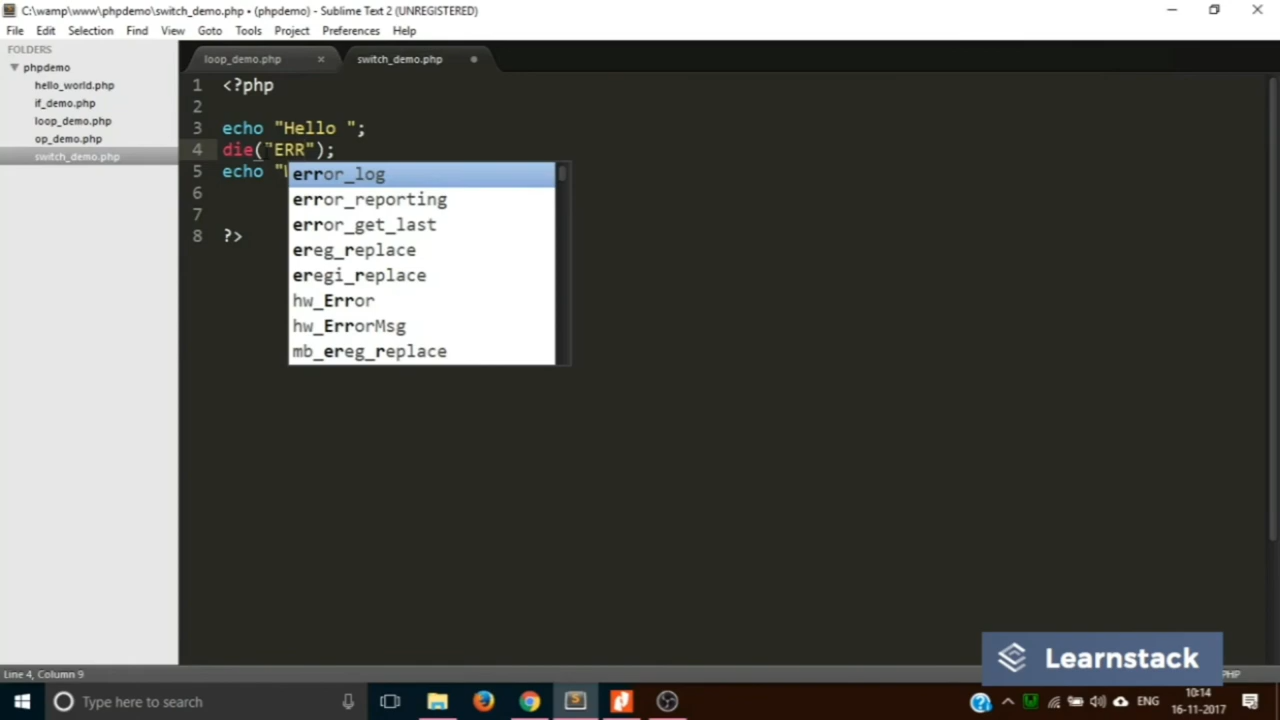 C:\wamp\www\phpdemo\switch_demo.php • (phpdemo) - Sublime Text 2 (UNREGISTERED)
File Edit Selection Find View Goto Tools Project Preferences Help
FOLDERS
phpdemo
hello_world.php
if_demo.php
loop_demo.php
op_demo.php
switch_demo.php
loop_demo.php × switch_demo.php
1 <?php
2
3 echo "Hello ";
4 die("ERR");
5 echo "
6
7
8 ?>
error_log
error_reporting
error_get_last
ereg_replace
eregi_replace
hw_Error
hw_ErrorMsg
mb_ereg_replace
Line 4, Column 9
PHP
Learnstack
Type here to search
ENG
10:14
16-11-2017